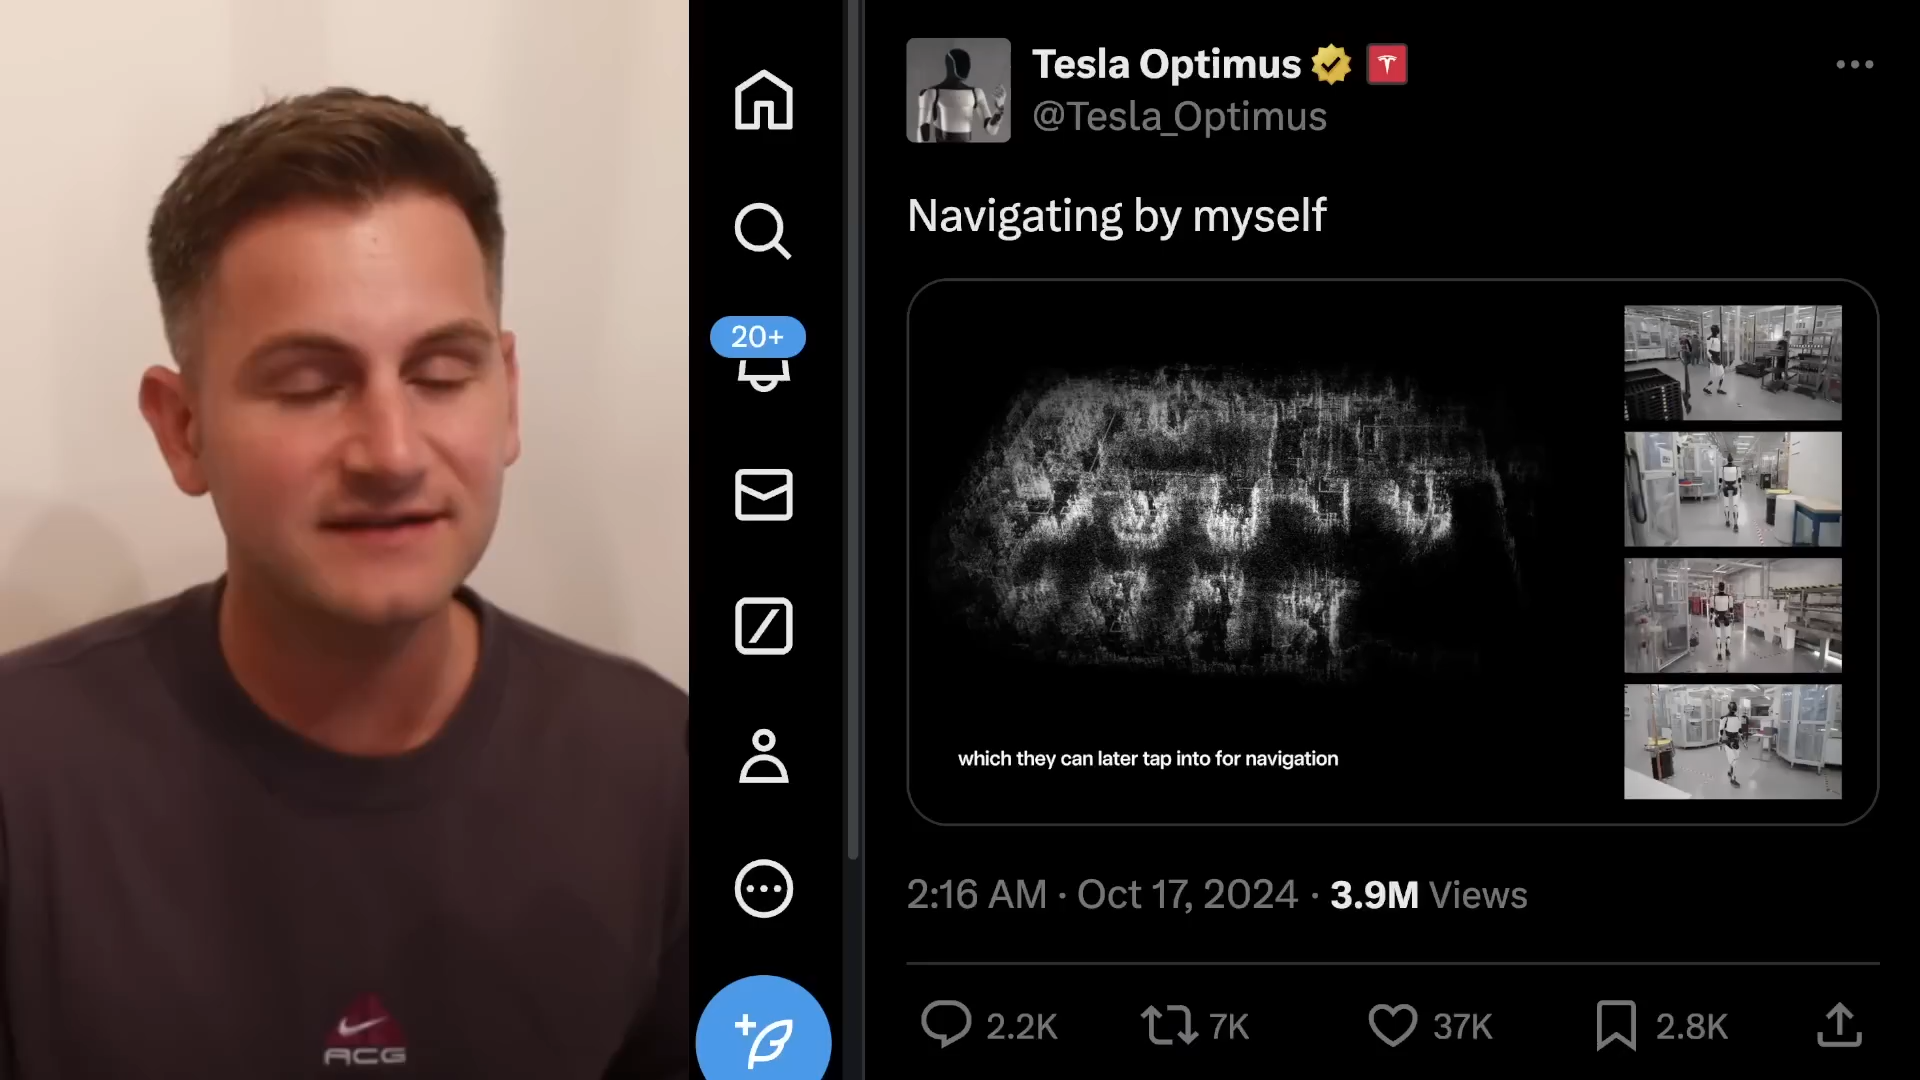 Tesla Optimus
@Tesla_Optimus
Navigating by myself
20+
which they can later tap into for navigation
2:16 AM · Oct 17, 2024 · 3.9M Views
2.2K 7K 37K 2.8K
ACG